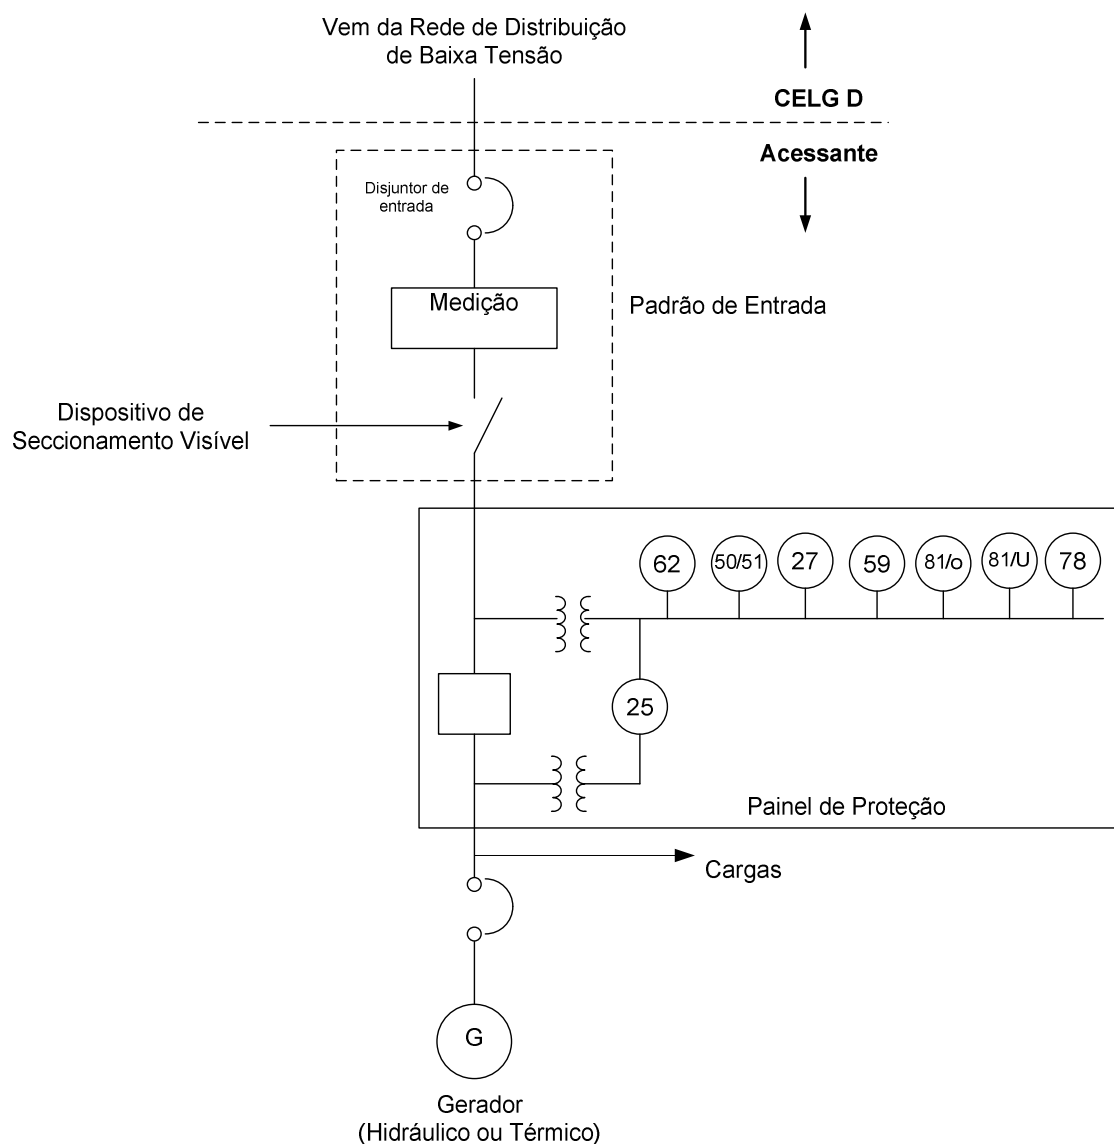 Vem da Rede de Distribuição
de Baixa Tensão
CELG D
Acessante
Disjuntor de
entrada
Medição
Padrão de Entrada
Dispositivo de
Seccionamento Visível
62
50/51
27
59
81/o
81/U
78
25
Painel de Proteção
Cargas
G
Gerador
(Hidráulico ou Térmico)